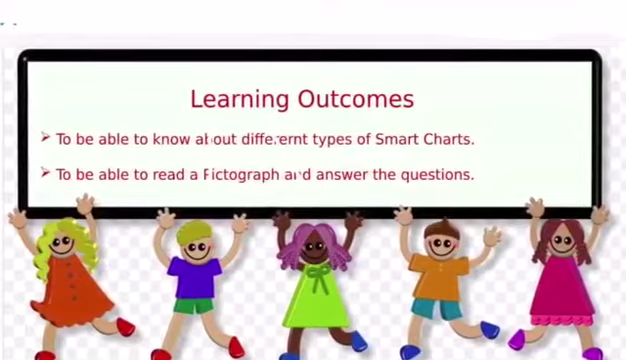 Learning Outcomes
To be able to know about differernt types of Smart Charts.
To be able to read a Pictograph and answer the questions.